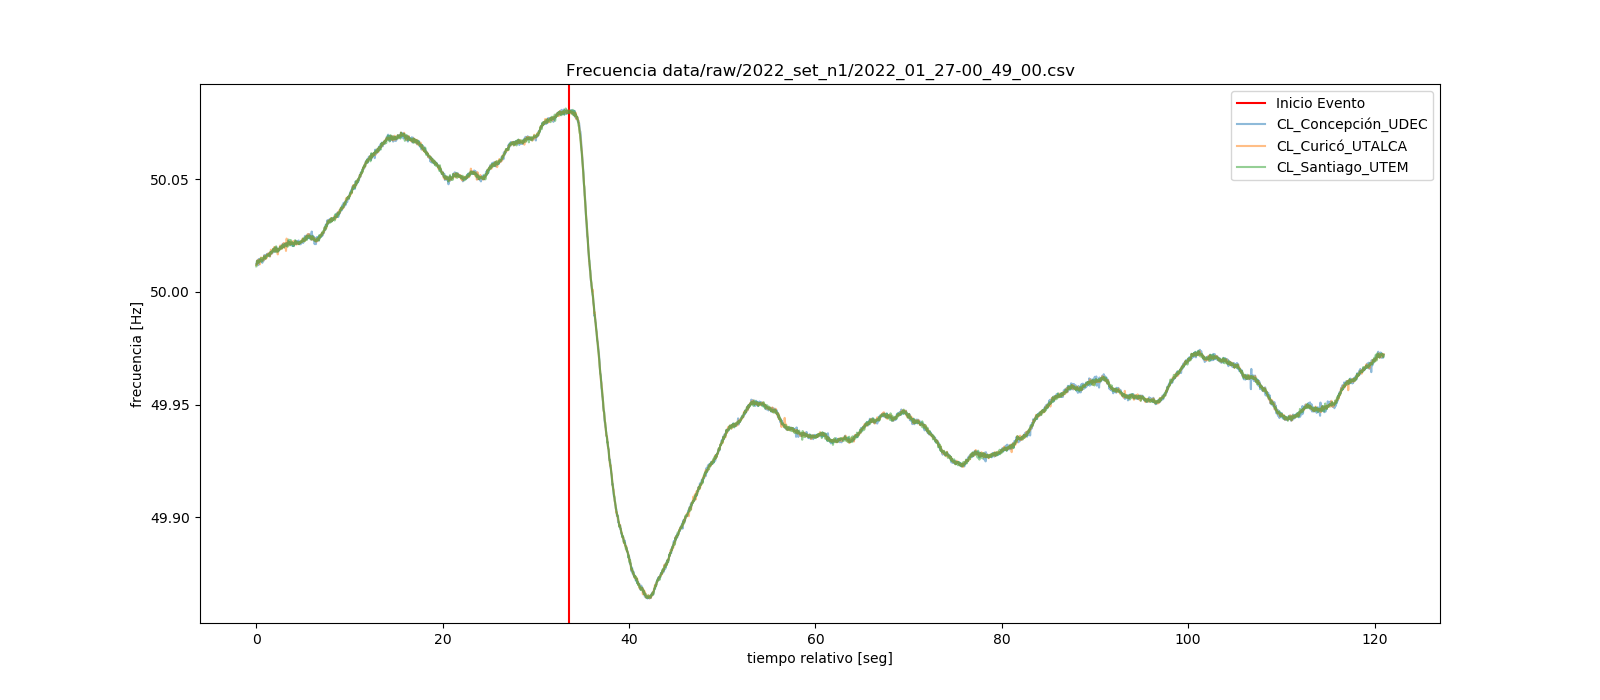 Frecuencia data/raw/2022_set_n1/2022_01_27-00_49_00.csv
Inicio Evento
CL_Concepción_UDEC
CL_Curicó_UTALCA
CL_Santiago_UTEM
frecuencia [Hz]
50.05
50.00
49.95
49.90
0 20 40 60 80 100 120
tiempo relativo [seg]